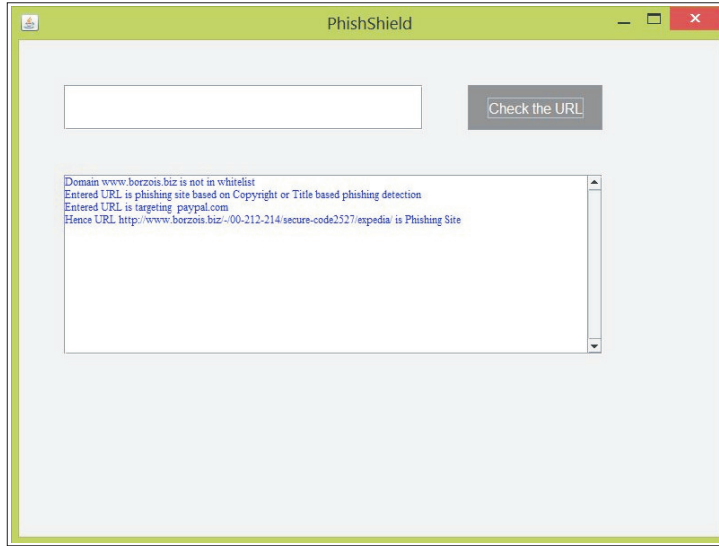 PhishShield
Check the URL
Domain www.borzois.biz is not in whitelist
Entered URL is phishing site based on Copyright or Title based phishing detection
Entered URL is targeting  paypal.com
Hence URL http://www.borzois.biz/-/00-212-214/secure-code2527/expedia/ is Phishing Site